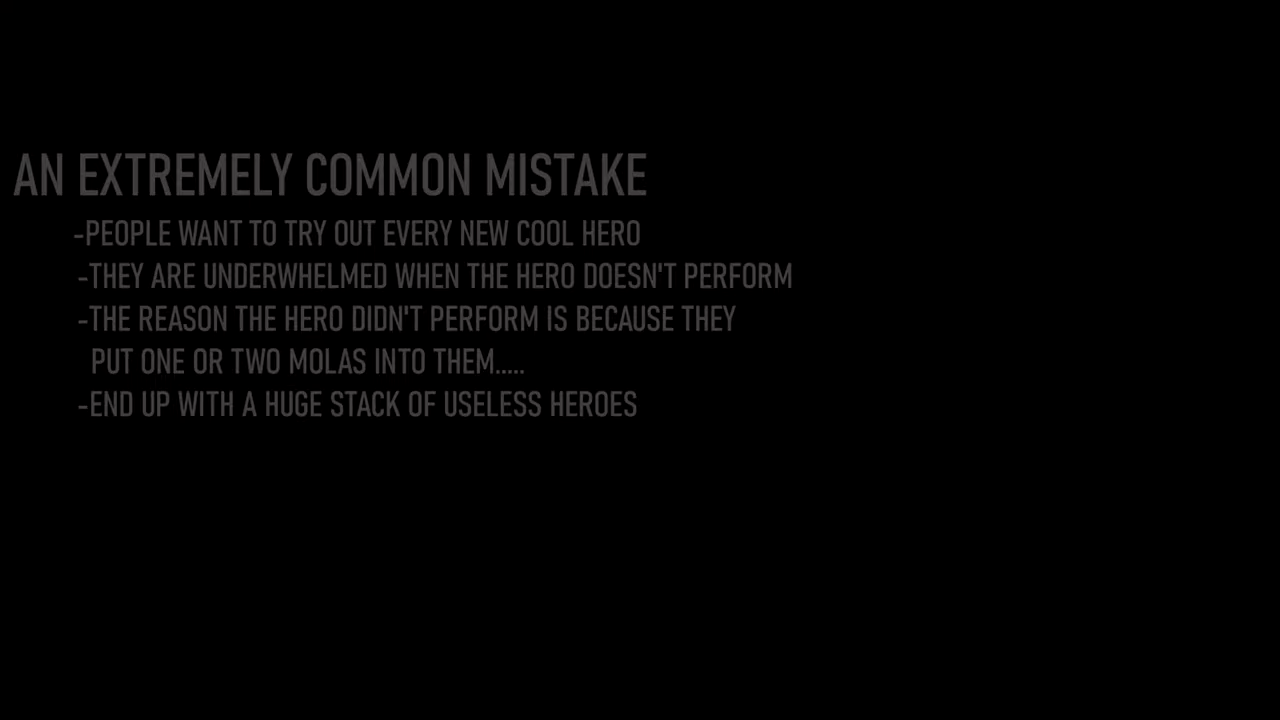 AN EXTREMELY COMMON MISTAKE
-PEOPLE WANT TO TRY OUT EVERY NEW COOL HERO
-THEY ARE UNDERWHELMED WHEN THE HERO DOESN'T PERFORM
-THE REASON THE HERO DIDN'T PERFORM IS BECAUSE THEY
PUT ONE OR TWO MOLAS INTO THEM.....
-END UP WITH A HUGE STACK OF USELESS HEROES